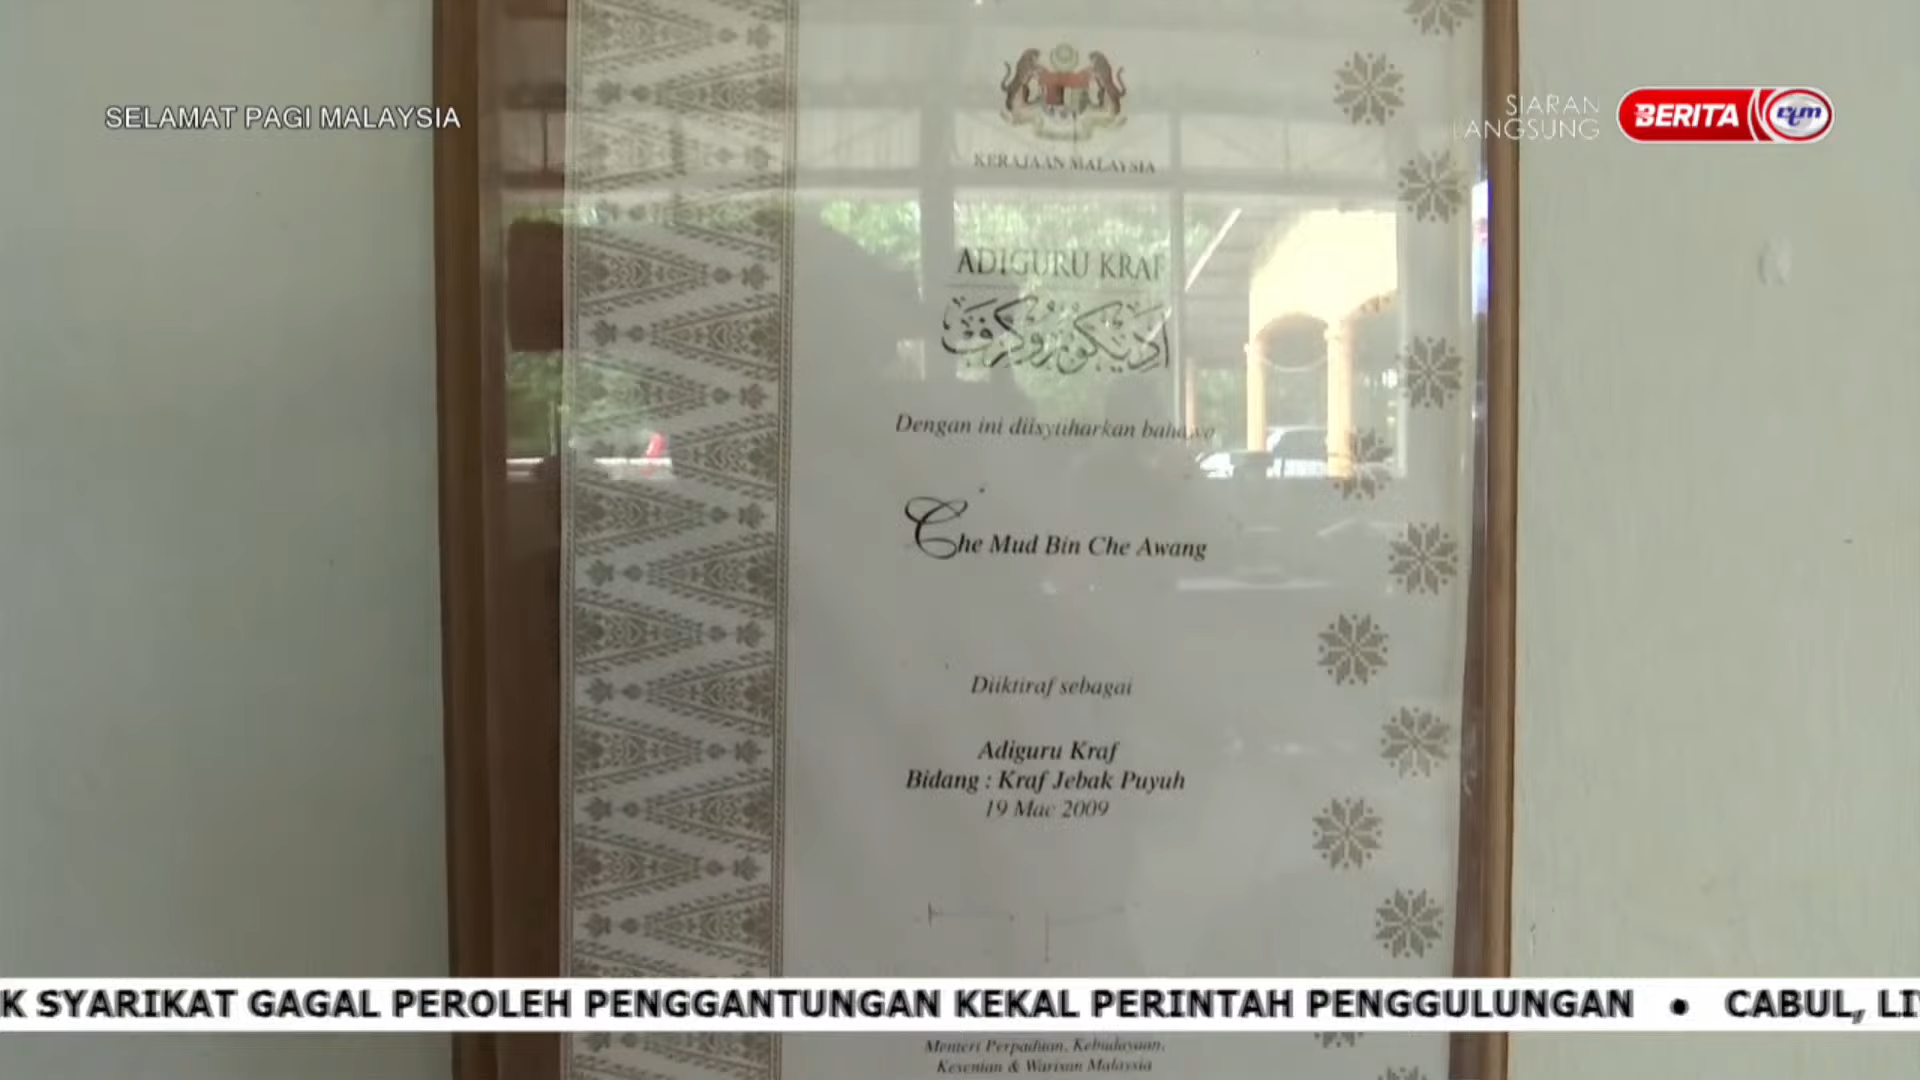 SELAMAT PAGI MALAYSIA
SIARAN
LANGSUNG
BERITA rtm
KERAJAAN MALAYSIA
ADIGURU KRAF
اديݢورو كرف
Dengan ini diisytiharkan bahawa
Che Mud Bin Che Awang
Diiktiraf sebagai
Adiguru Kraf
Bidang : Kraf Jebak Puyuh
19 Mac 2009
K SYARIKAT GAGAL PEROLEH PENGGANTUNGAN KEKAL PERINTAH PENGGULUNGAN • CABUL, LI
Menteri Perpaduan, Kebudayaan,
Kesenian & Warisan Malaysia